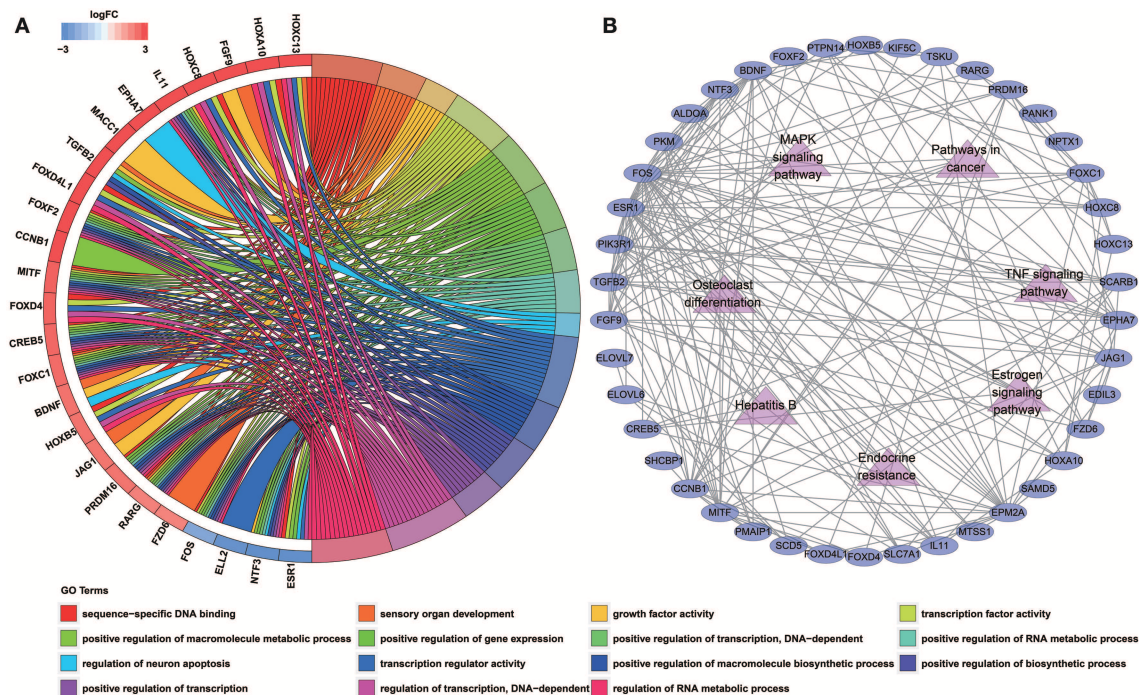 A
logFC
−3
3
HOXC13
HOXA10
FGF9
HOXC8
IL11
EPHA7
MACC1
TGFB2
FOXD4L1
FOXF2
CCNB1
MITF
FOXD4
CREB5
FOXC1
BDNF
HOXB5
JAG1
PRDM16
RARG
FZD6
FOS
ELL2
NTF3
ESR1
B
HOXB5
KIF5C
TSKU
RARG
PRDM16
PANK1
NPTX1
FOXC1
HOXC8
HOXC13
SCARB1
EPHA7
JAG1
EDIL3
FZD6
HOXA10
SAMD5
EPM2A
MTSS1
IL11
SLC7A1
FOXD4
FOXD4L1
SCD5
PMAIP1
MITF
CCNB1
SHCBP1
CREB5
ELOVL6
ELOVL7
FGF9
TGFB2
PIK3R1
ESR1
FOS
PKM
ALDOA
NTF3
BDNF
FOXF2
PTPN14
MAPK
signaling
pathway
Pathways in
cancer
Osteoclast
differentiation
TNF signaling
pathway
Hepatitis B
Estrogen
signaling
pathway
Endocrine
resistance
GO Terms
sequence−specific DNA binding
sensory organ development
growth factor activity
transcription factor activity
positive regulation of macromolecule metabolic process
positive regulation of gene expression
positive regulation of transcription, DNA−dependent
positive regulation of RNA metabolic process
regulation of neuron apoptosis
transcription regulator activity
positive regulation of macromolecule biosynthetic process
positive regulation of biosynthetic process
positive regulation of transcription
regulation of transcription, DNA−dependent
regulation of RNA metabolic process